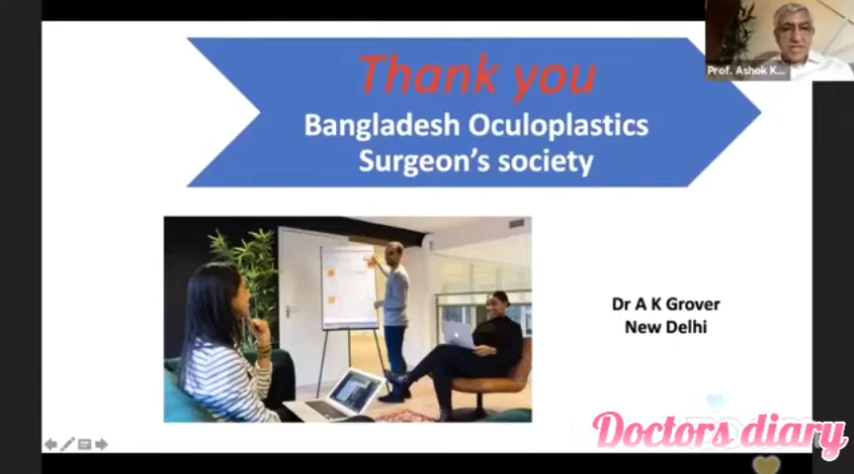 Thank you
Bangladesh Oculoplastics
Surgeon's society
Prof. Ashok K...
Dr A K Grover
New Delhi
Doctors diary